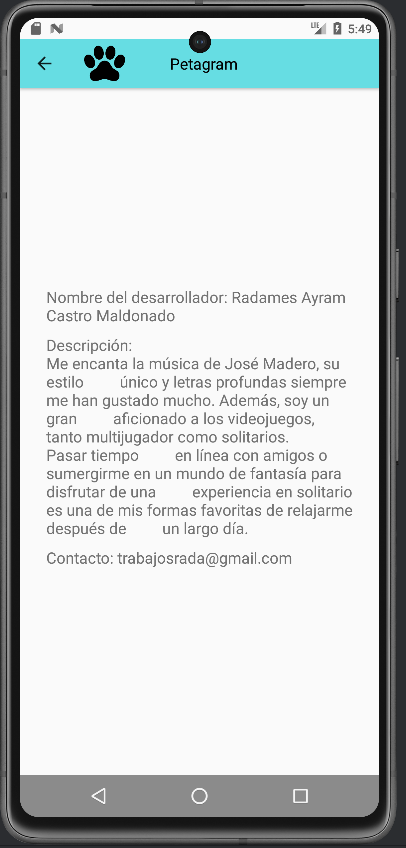 LTE 5:49
Petagram
Nombre del desarrollador: Radames Ayram
Castro Maldonado
Descripción:
Me encanta la música de José Madero, su
estilo único y letras profundas siempre
me han gustado mucho. Además, soy un
gran aficionado a los videojuegos,
tanto multijugador como solitarios.
Pasar tiempo en línea con amigos o
sumergirme en un mundo de fantasía para
disfrutar de una experiencia en solitario
es una de mis formas favoritas de relajarme
después de un largo día.
Contacto: trabajosrada@gmail.com